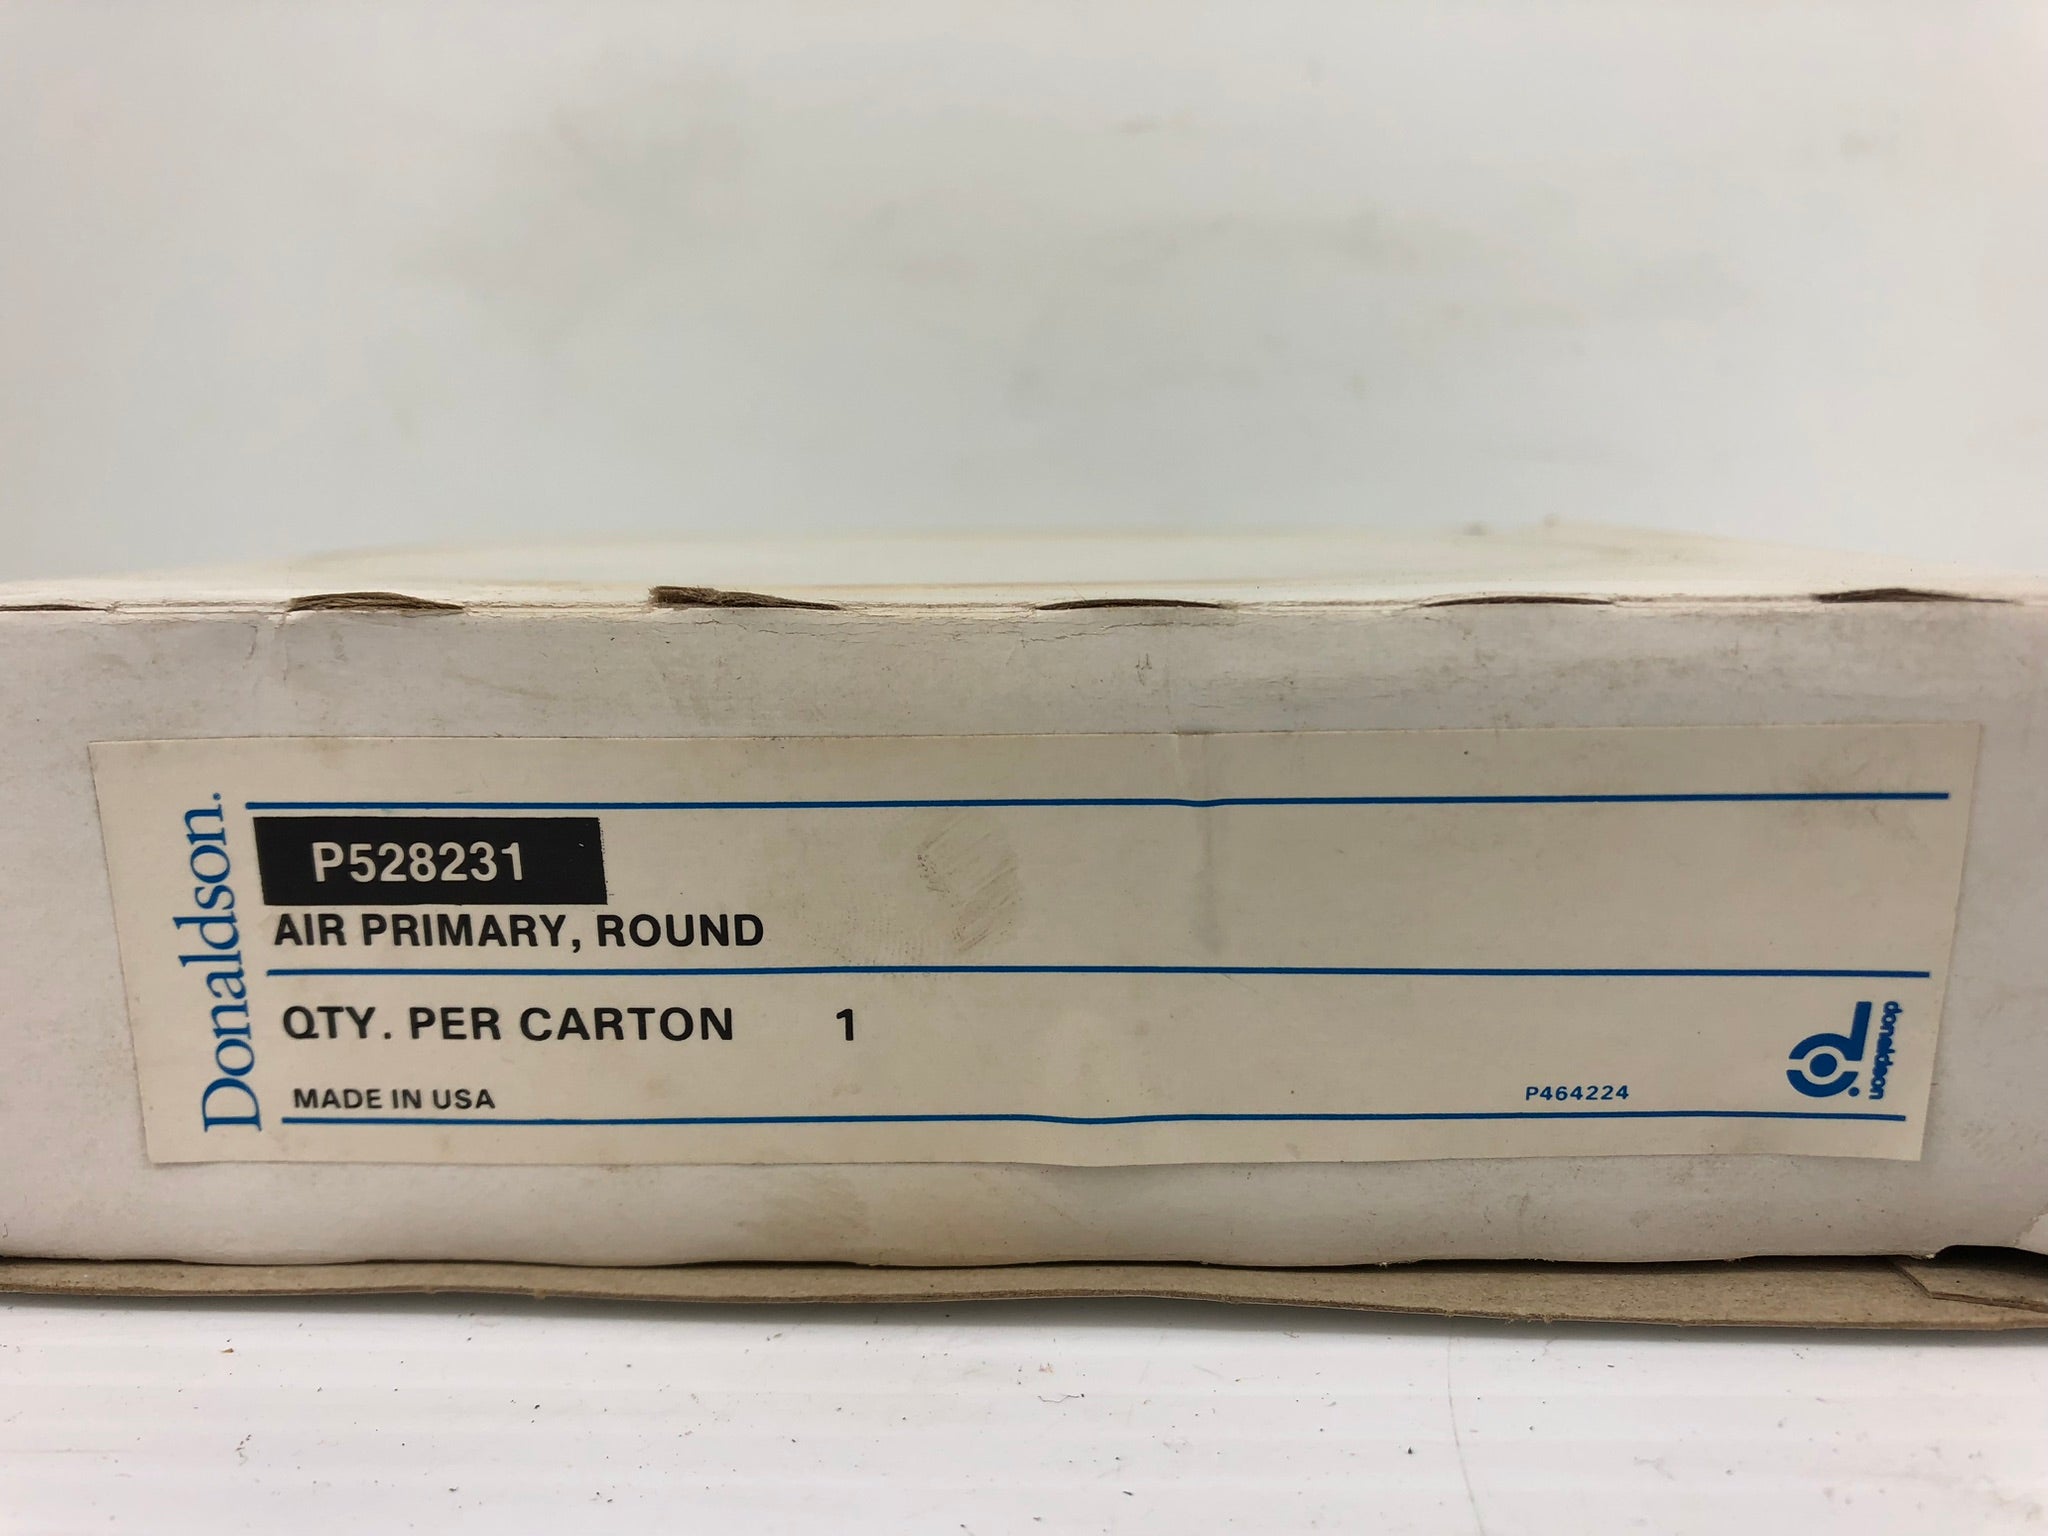 Donaldson.
P528231
AIR PRIMARY, ROUND
QTY. PER CARTON 1
MADE IN USA
P464224
donaldson